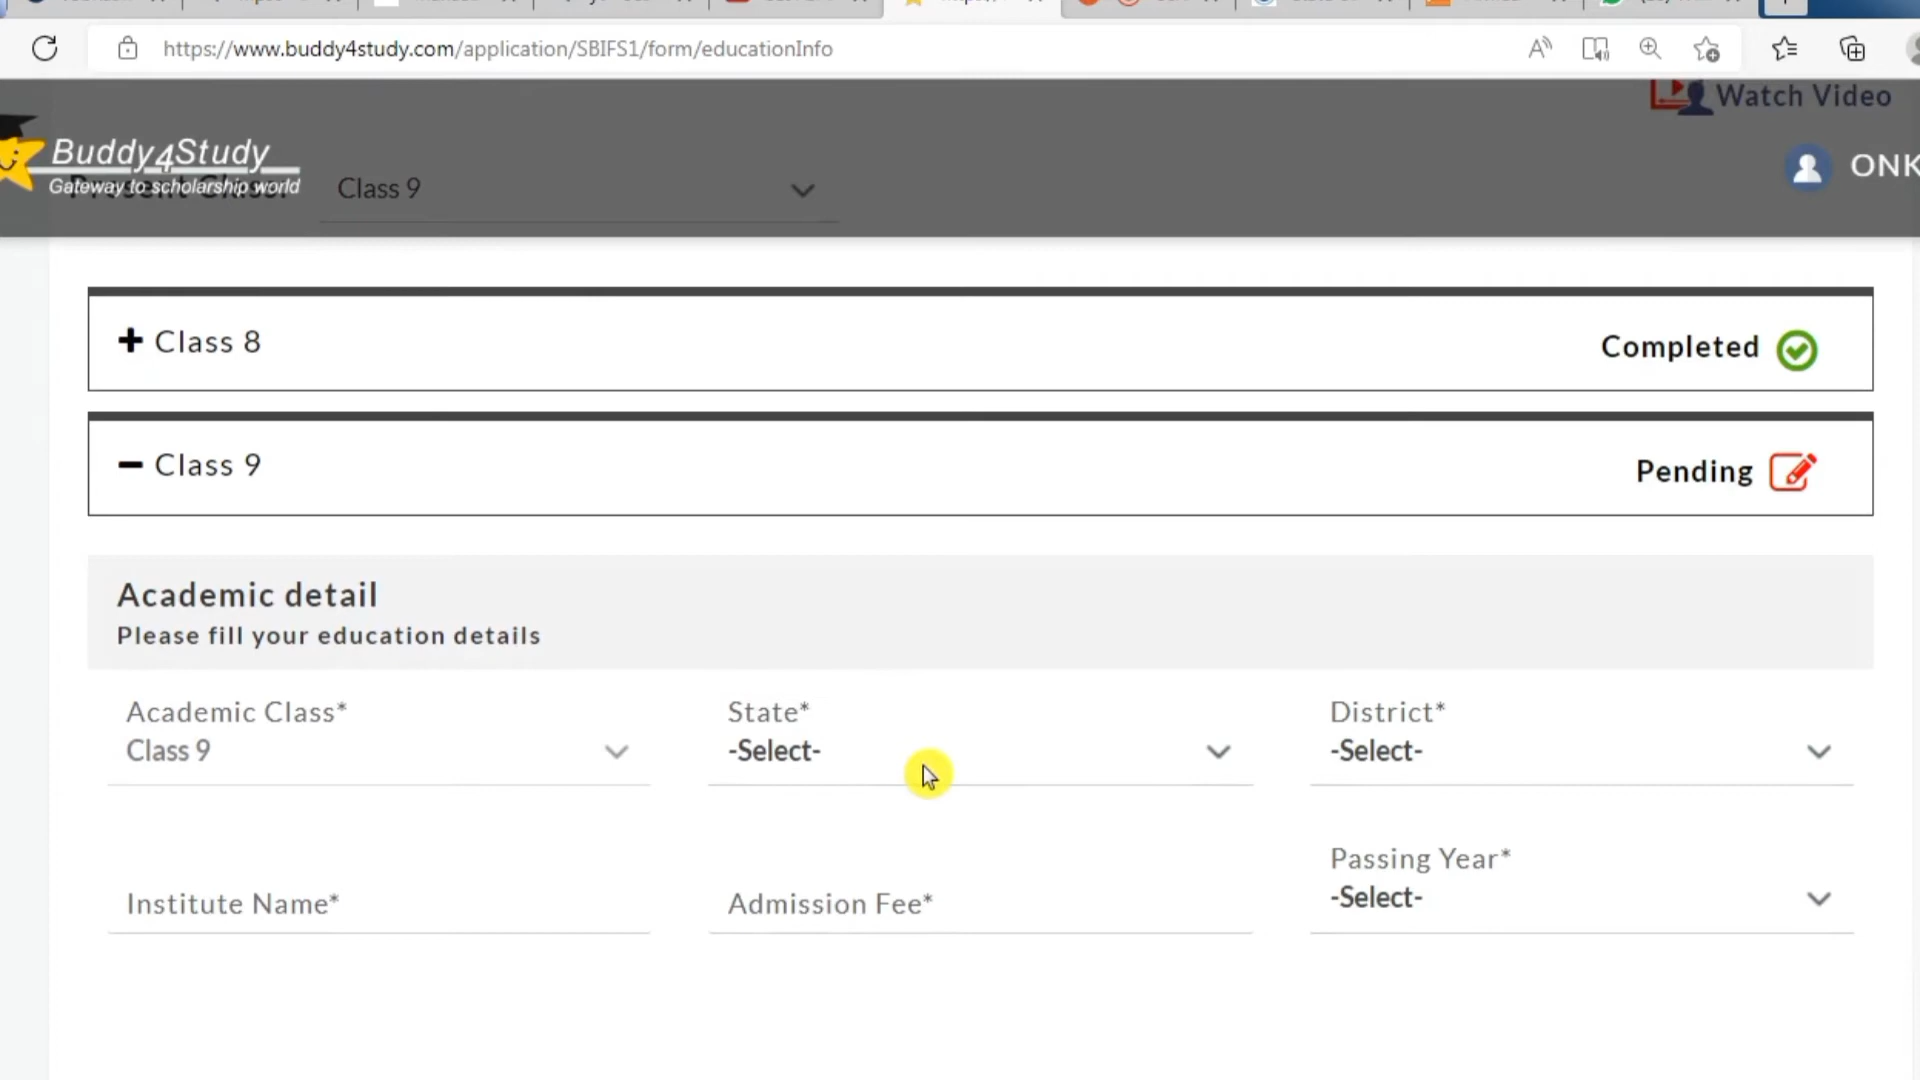 https://www.buddy4study.com/application/SBIFS1/form/educationInfo
Watch Video
Buddy4Study
Gateway to scholarship world
ONK
Present Class:
Class 9
Class 8
Completed
Class 9
Pending
Academic detail
Please fill your education details
Academic Class*
State*
District*
Class 9
-Select-
-Select-
Passing Year*
Institute Name*
Admission Fee*
-Select-